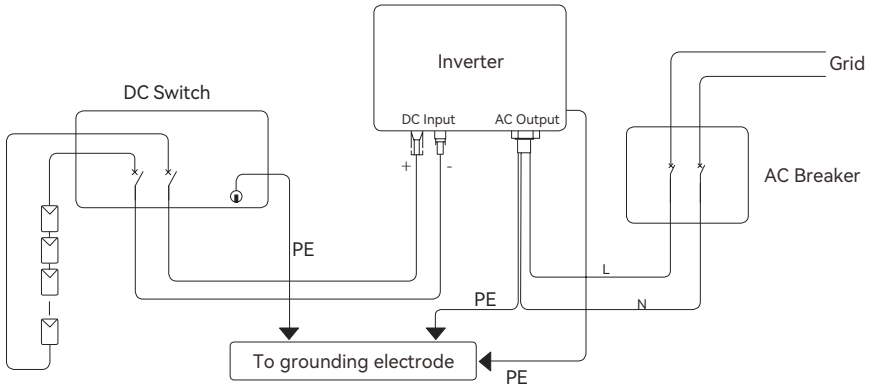 Inverter
Grid
DC Switch
DC Input
AC Output
+
-
AC Breaker
PE
L
PE
N
To grounding electrode
PE